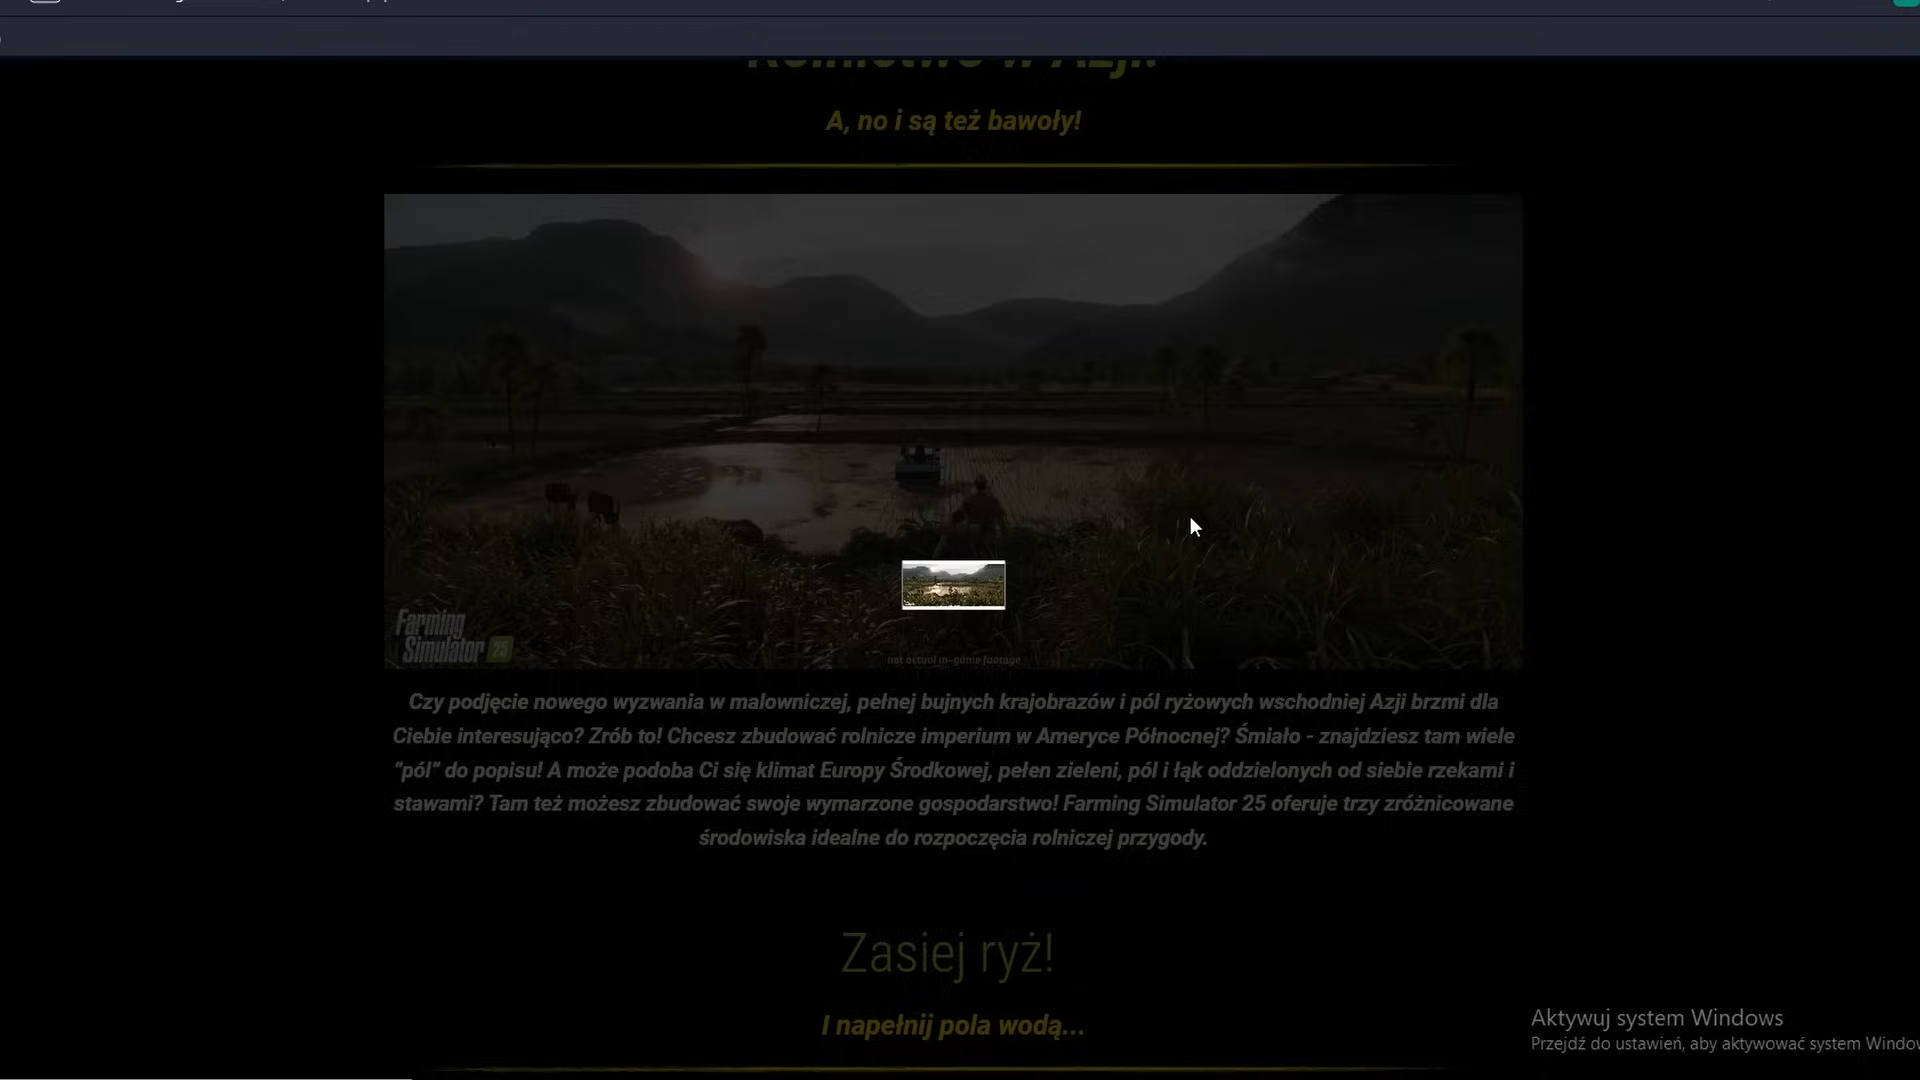 Rolnictwo w Azji!
A, no i są też bawoły!
Farming
Simulator 25
not actual in-game footage
Czy podjęcie nowego wyzwania w malowniczej, pełnej bujnych krajobrazów i pól ryżowych wschodniej Azji brzmi dla
Ciebie interesująco? Zrób to! Chcesz zbudować rolnicze imperium w Ameryce Północnej? Śmiało - znajdziesz tam wiele
“pól” do popisu! A może podoba Ci się klimat Europy Środkowej, pełen zieleni, pól i łąk oddzielonych od siebie rzekami i
stawami? Tam też możesz zbudować swoje wymarzone gospodarstwo! Farming Simulator 25 oferuje trzy zróżnicowane
środowiska idealne do rozpoczęcia rolniczej przygody.
Zasiej ryż!
I napełnij pola wodą...
Aktywuj system Windows
Przejdź do ustawień, aby aktywować system Window